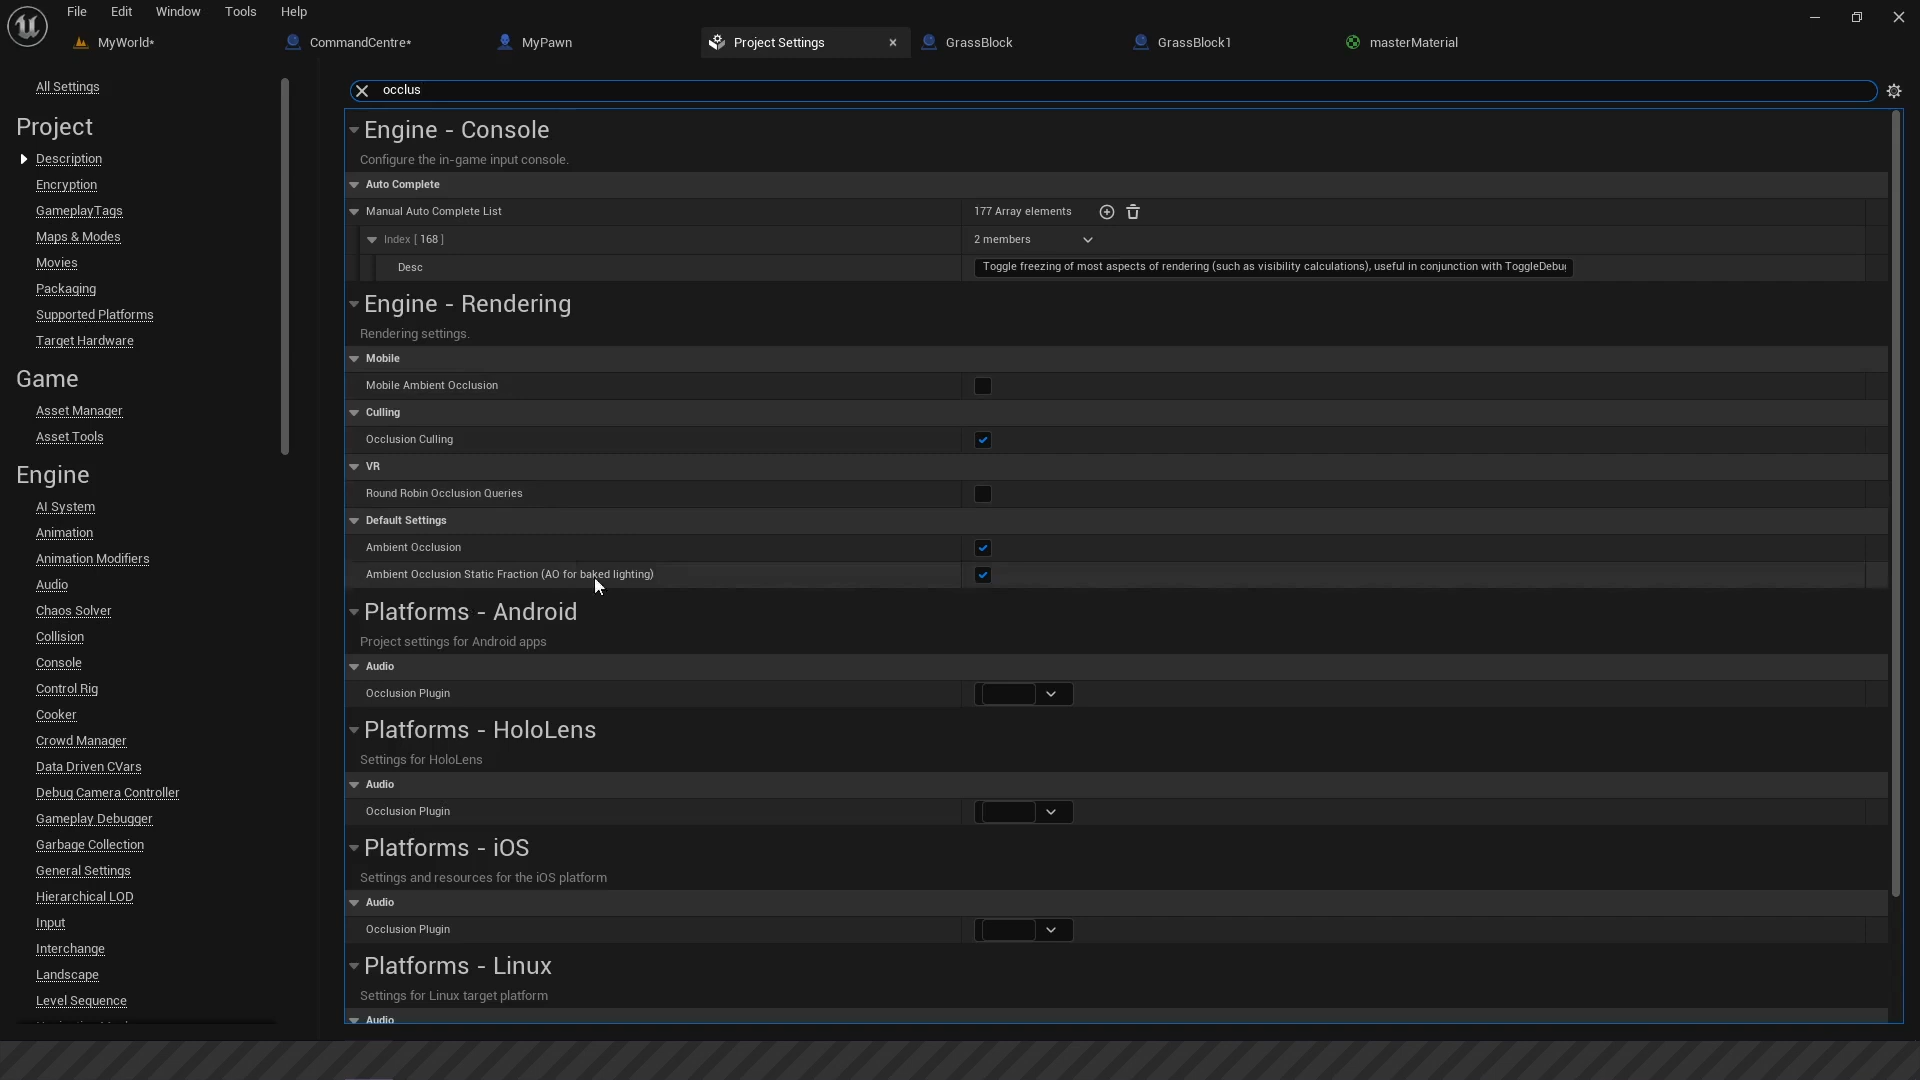 File Edit Window Tools Help
MyWorld* CommandCentre* MyPawn Project Settings GrassBlock GrassBlock1 masterMaterial
All Settings
Project
Description
Encryption
GameplayTags
Maps & Modes
Movies
Packaging
Supported Platforms
Target Hardware
Game
Asset Manager
Asset Tools
Engine
AI System
Animation
Animation Modifiers
Audio
Chaos Solver
Collision
Console
Control Rig
Cooker
Crowd Manager
Data Driven CVars
Debug Camera Controller
Gameplay Debugger
Garbage Collection
General Settings
Hierarchical LOD
Input
Interchange
Landscape
Level Sequence
occlus
Engine - Console
Configure the in-game input console.
Auto Complete
Manual Auto Complete List 177 Array elements
Index [ 168 ] 2 members
Desc Toggle freezing of most aspects of rendering (such as visibility calculations), useful in conjunction with ToggleDebu
Engine - Rendering
Rendering settings.
Mobile
Mobile Ambient Occlusion
Culling
Occlusion Culling
VR
Round Robin Occlusion Queries
Default Settings
Ambient Occlusion
Ambient Occlusion Static Fraction (AO for baked lighting)
Platforms - Android
Project settings for Android apps
Audio
Occlusion Plugin
Platforms - HoloLens
Settings for HoloLens
Audio
Occlusion Plugin
Platforms - iOS
Settings and resources for the iOS platform
Audio
Occlusion Plugin
Platforms - Linux
Settings for Linux target platform
Audio